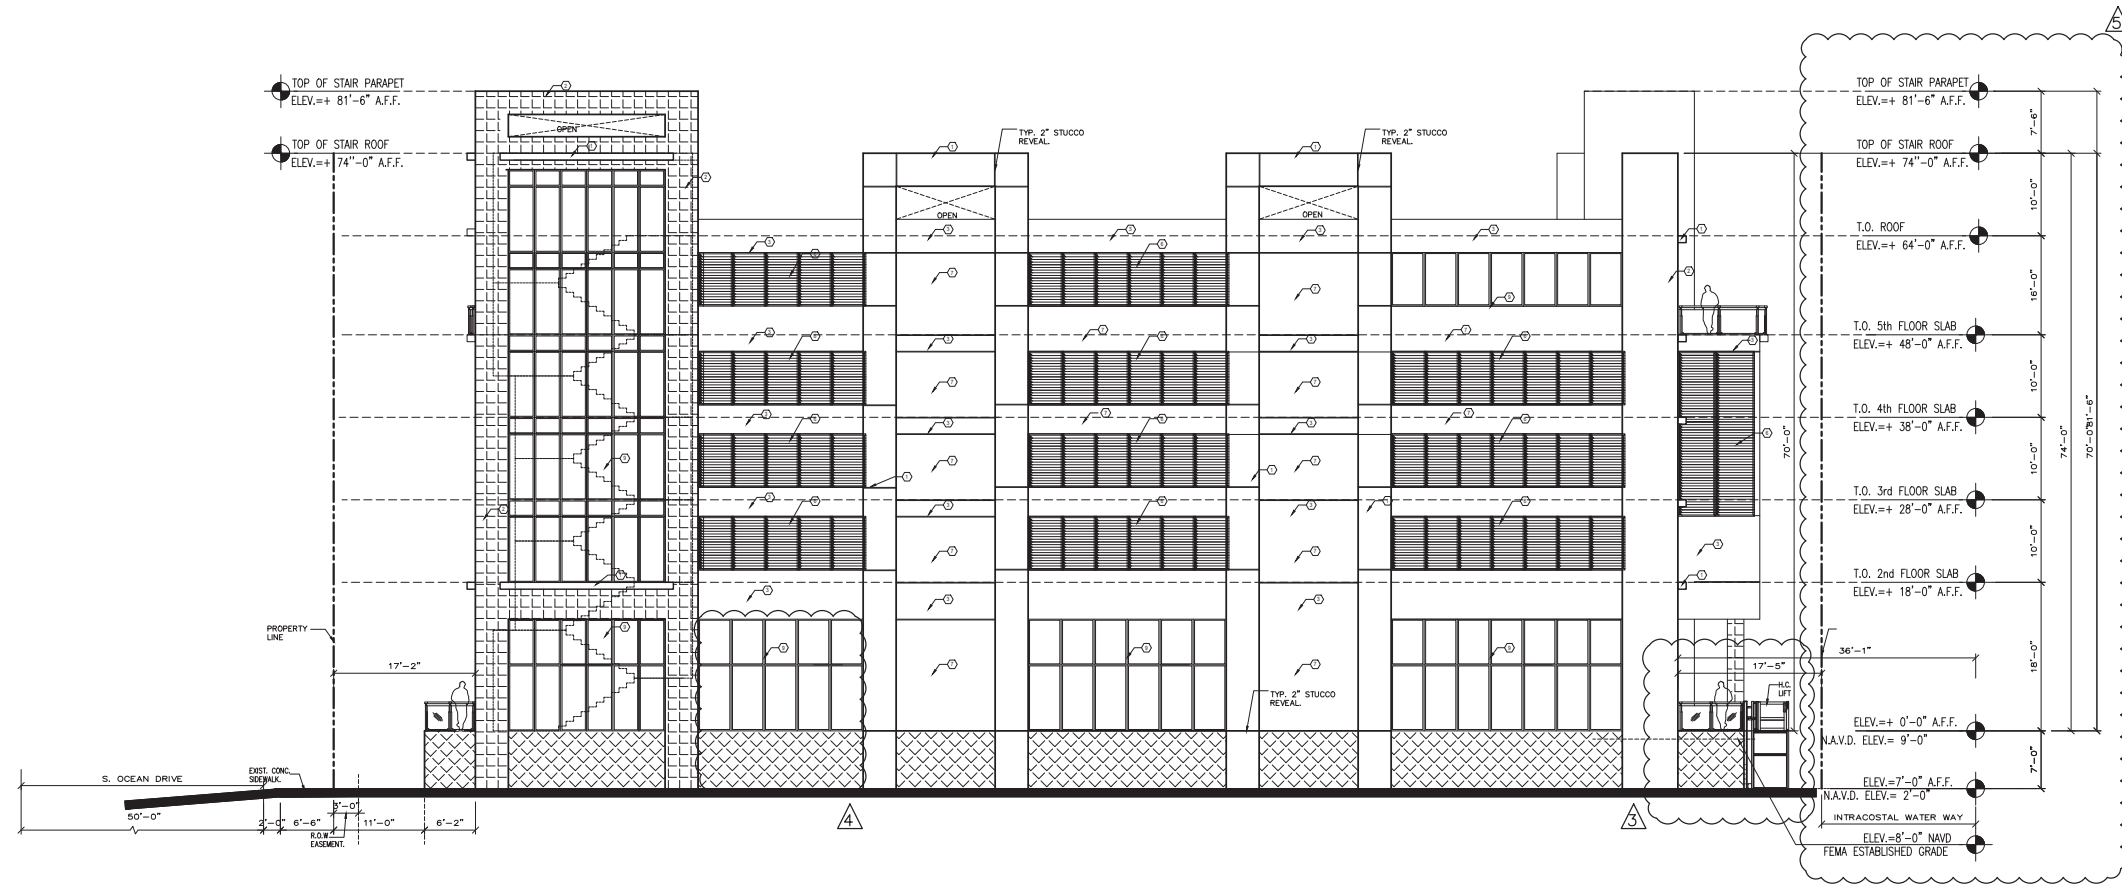 5
TOP OF STAIR PARAPET
ELEV.=+ 81'-6" A.F.F.
TOP OF STAIR ROOF
ELEV.=+ 74''-0" A.F.F.
OPEN
TYP. 2" STUCCO
REVEAL.
OPEN
TYP. 2" STUCCO
REVEAL.
OPEN
TOP OF STAIR PARAPET
ELEV.=+ 81'-6" A.F.F.
7'-6"
TOP OF STAIR ROOF
ELEV.=+ 74''-0" A.F.F.
10'-0"
T.O. ROOF
ELEV.=+ 64'-0" A.F.F.
16'-0"
T.O. 5th FLOOR SLAB
ELEV.=+ 48'-0" A.F.F.
10'-0"
T.O. 4th FLOOR SLAB
ELEV.=+ 38'-0" A.F.F.
70'-0"
10'-0"
74'-0"
70'-0"
81'-6"
T.O. 3rd FLOOR SLAB
ELEV.=+ 28'-0" A.F.F.
10'-0"
T.O. 2nd FLOOR SLAB
ELEV.=+ 18'-0" A.F.F.
18'-0"
PROPERTY
LINE
17'-2"
36'-1"
17'-5"
H.C.
LIFT
TYP. 2" STUCCO
REVEAL.
ELEV.=+ 0'-0" A.F.F.
N.A.V.D. ELEV.= 9'-0"
7'-0"
ELEV.=7'-0" A.F.F.
N.A.V.D. ELEV.= 2'-0"
S. OCEAN DRIVE
EXIST. CONC.
SIDEWALK.
50'-0"
2'-0"
6'-6"
3'-0"
11'-0"
6'-2"
R.O.W
EASEMENT.
4
3
INTRACOSTAL WATER WAY
ELEV.=8'-0" NAVD
FEMA ESTABLISHED GRADE